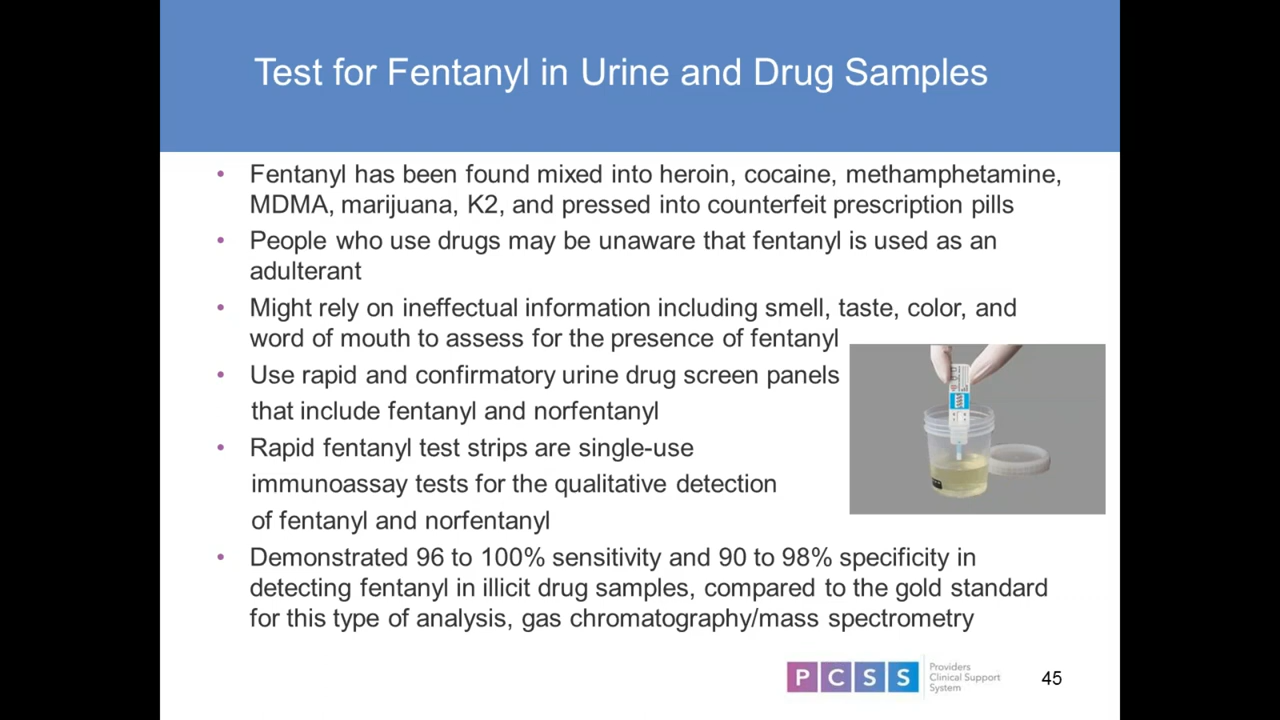 Test for Fentanyl in Urine and Drug Samples
• Fentanyl has been found mixed into heroin, cocaine, methamphetamine,
MDMA, marijuana, K2, and pressed into counterfeit prescription pills
• People who use drugs may be unaware that fentanyl is used as an
adulterant
• Might rely on ineffectual information including smell, taste, color, and
word of mouth to assess for the presence of fentanyl
• Use rapid and confirmatory urine drug screen panels
that include fentanyl and norfentanyl
• Rapid fentanyl test strips are single-use
immunoassay tests for the qualitative detection
of fentanyl and norfentanyl
• Demonstrated 96 to 100% sensitivity and 90 to 98% specificity in
detecting fentanyl in illicit drug samples, compared to the gold standard
for this type of analysis, gas chromatography/mass spectrometry
PCSS
Providers
Clinical Support
System
45